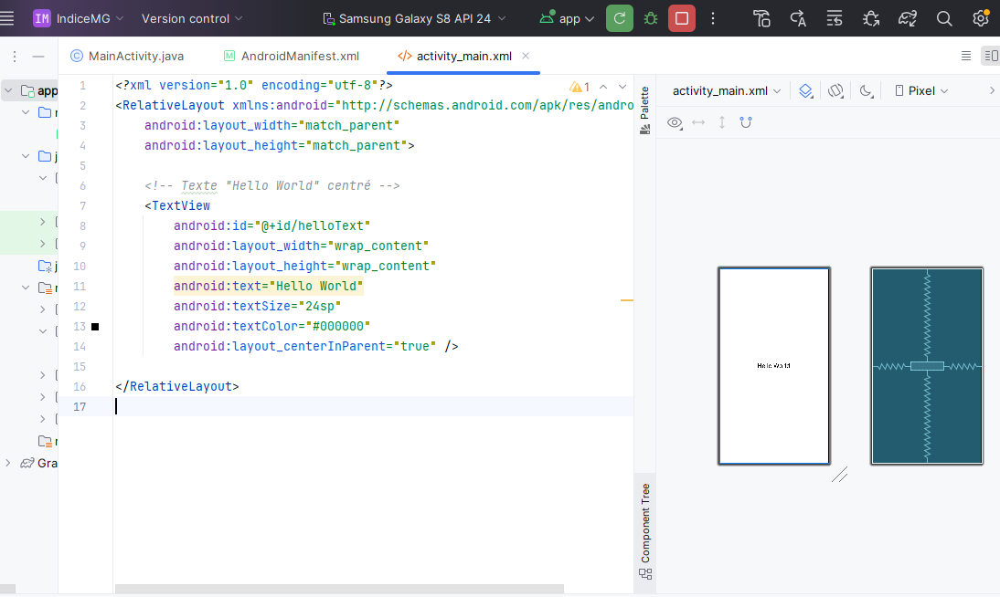 IM IndiceMG Version control Samsung Galaxy S8 API 24 app
MainActivity.java AndroidManifest.xml activity_main.xml
app
Gra
1 <?xml version="1.0" encoding="utf-8"?>
2 <RelativeLayout xmlns:android="http://schemas.android.com/apk/res/andro
3 android:layout_width="match_parent"
4 android:layout_height="match_parent">
5
6 <!-- Texte "Hello World" centré -->
7 <TextView
8 android:id="@+id/helloText"
9 android:layout_width="wrap_content"
10 android:layout_height="wrap_content"
11 android:text="Hello World"
12 android:textSize="24sp"
13 android:textColor="#000000"
14 android:layout_centerInParent="true" />
15
16 </RelativeLayout>
17
1
Palette
Component Tree
activity_main.xml Pixel
Hello World